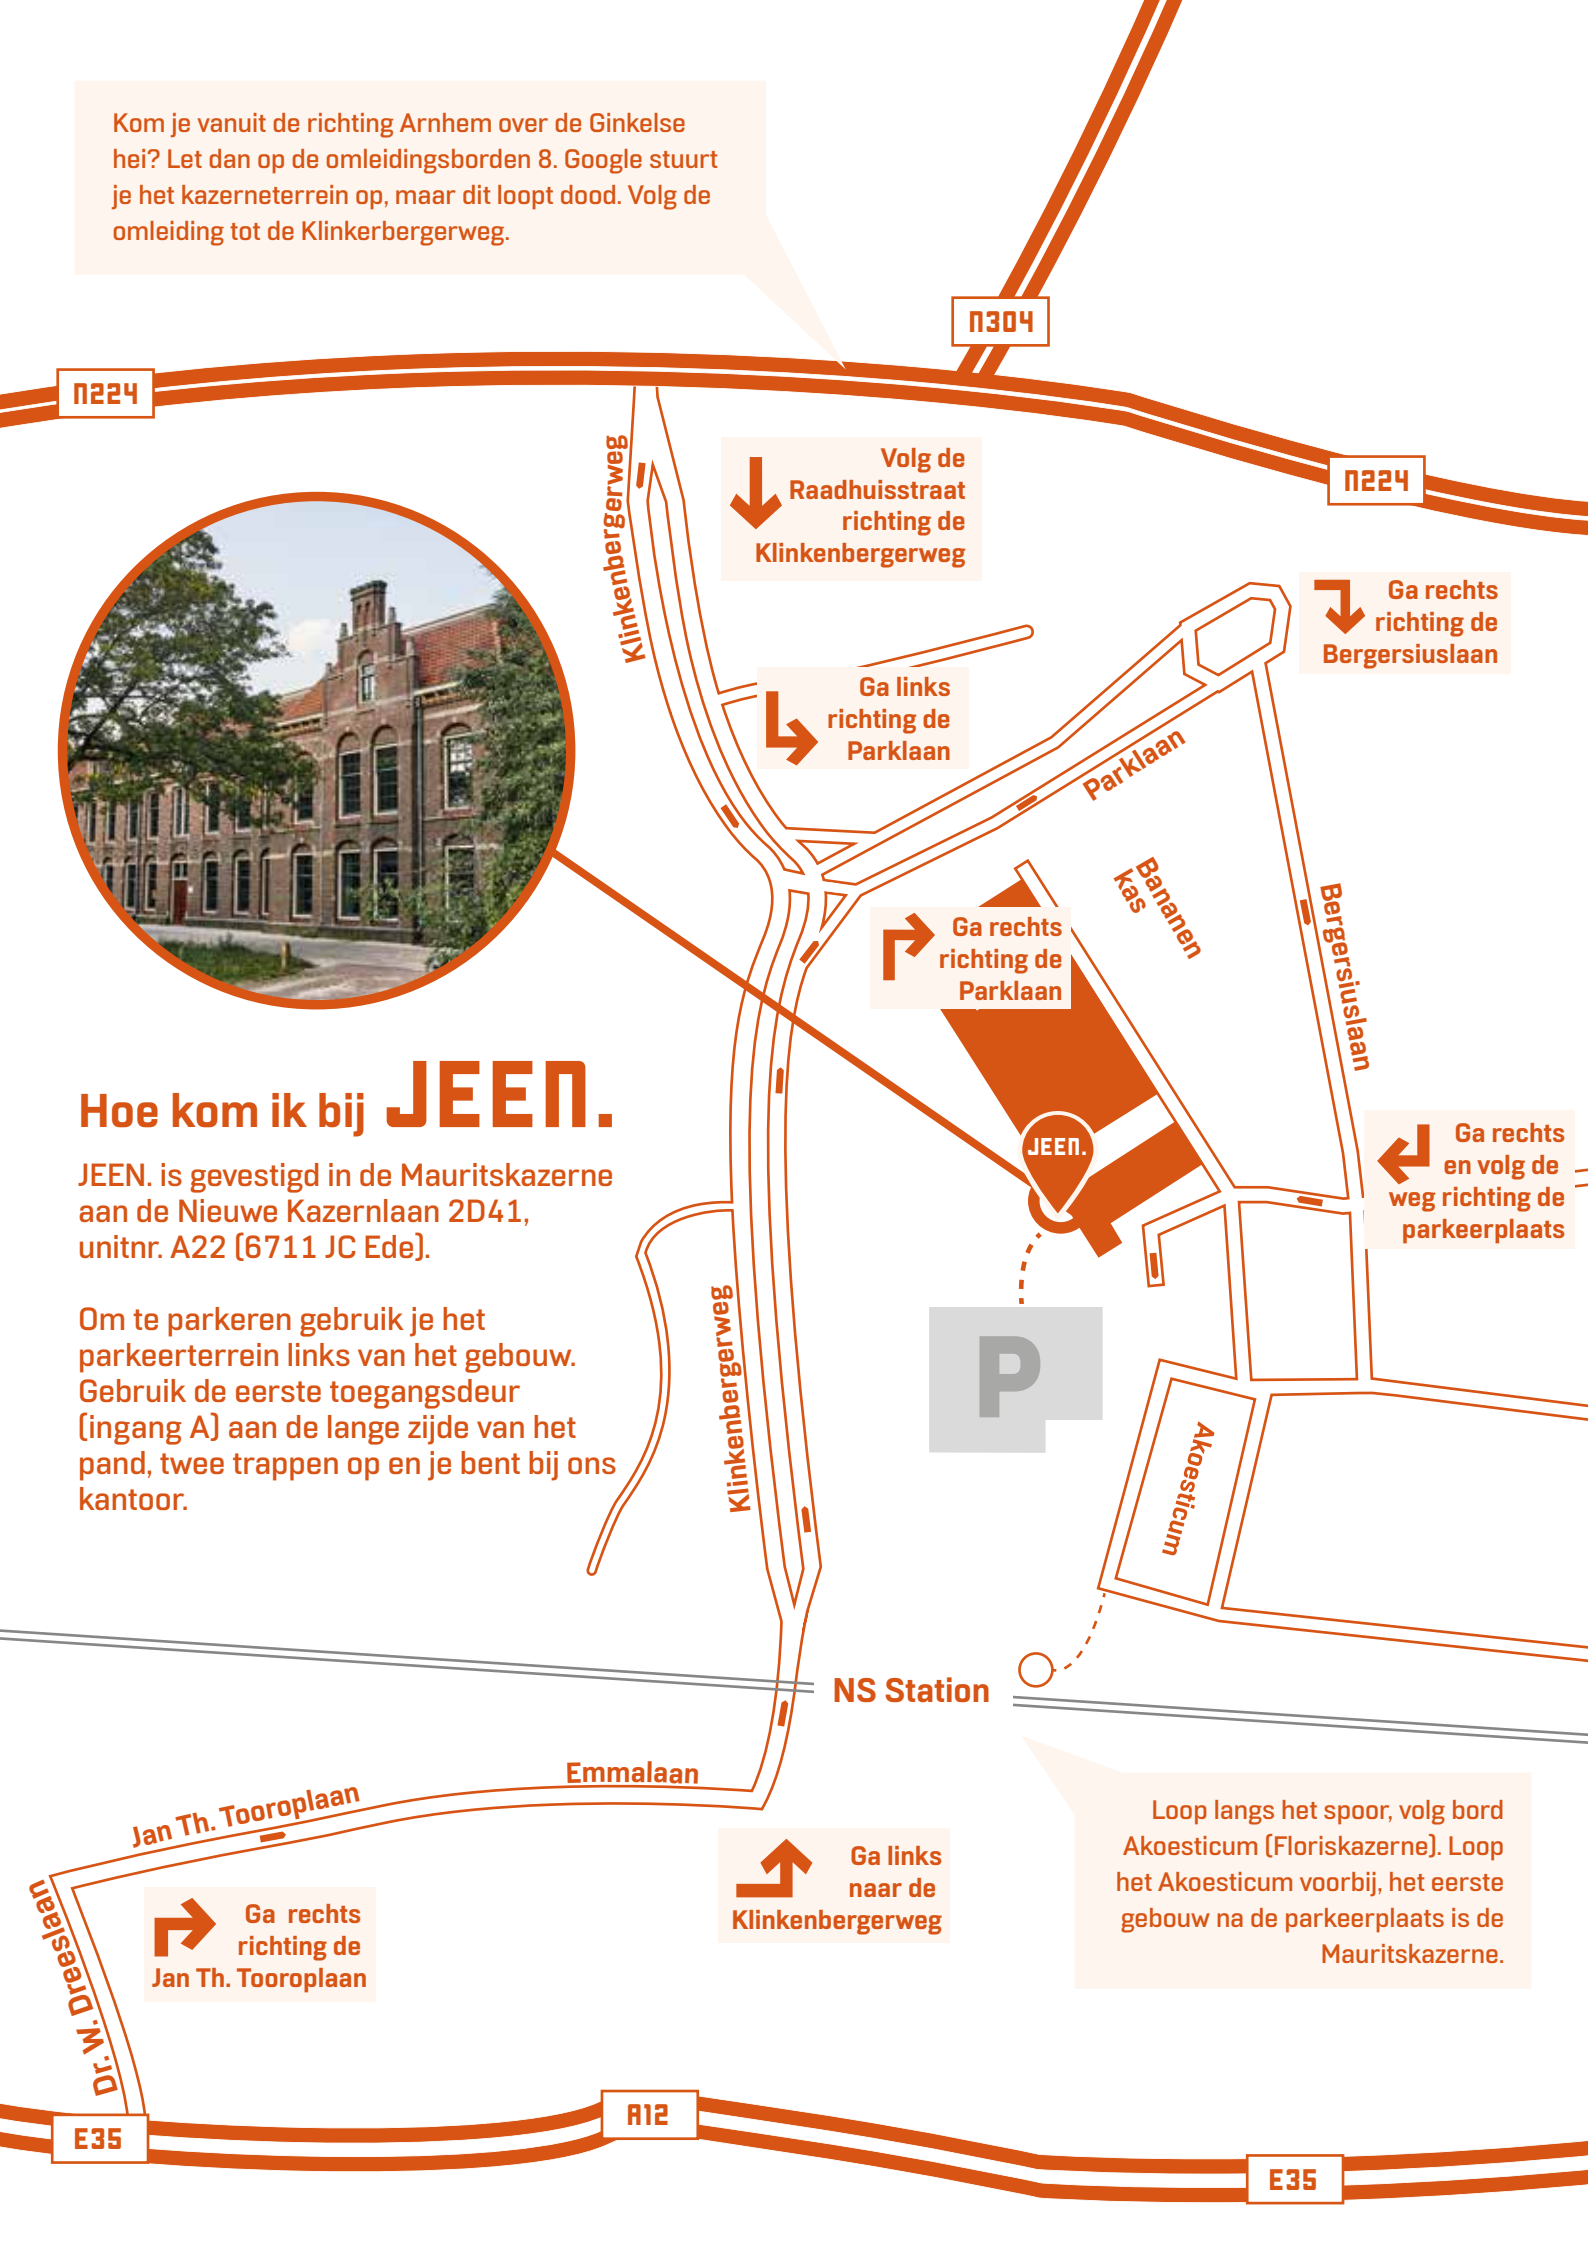 Kom je vanuit de richting Arnhem over de Ginkelse
hei? Let dan op de omleidingsborden 8. Google stuurt
je het kazerneterrein op, maar dit loopt dood. Volg de
omleiding tot de Klinkerbergerweg.
N304
N224
N224
Klinkenbergerweg
Volg de
Raadhuisstraat
richting de
Klinkenbergerweg
Ga rechts
richting de
Bergersiuslaan
Ga links
richting de
Parklaan
Parklaan
Bananen
kas
Bergersiuslaan
Ga rechts
richting de
Parklaan
Hoe kom ik bij JEEN.
JEEN.
Ga rechts
en volg de
weg richting de
parkeerplaats
JEEN. is gevestigd in de Mauritskazerne
aan de Nieuwe Kazernlaan 2D41,
unitnr. A22 (6711 JC Ede).
Om te parkeren gebruik je het
parkeerterrein links van het gebouw.
Gebruik de eerste toegangsdeur
(ingang A) aan de lange zijde van het
pand, twee trappen op en je bent bij ons
kantoor.
Klinkenbergerweg
P
Akoesticum
NS Station
Emmalaan
Jan Th. Tooroplaan
Dr. W. Dreeslaan
Loop langs het spoor, volg bord
Akoesticum (Floriskazerne). Loop
het Akoesticum voorbij, het eerste
gebouw na de parkeerplaats is de
Mauritskazerne.
Ga links
naar de
Klinkenbergerweg
Ga rechts
richting de
Jan Th. Tooroplaan
E35
A12
E35